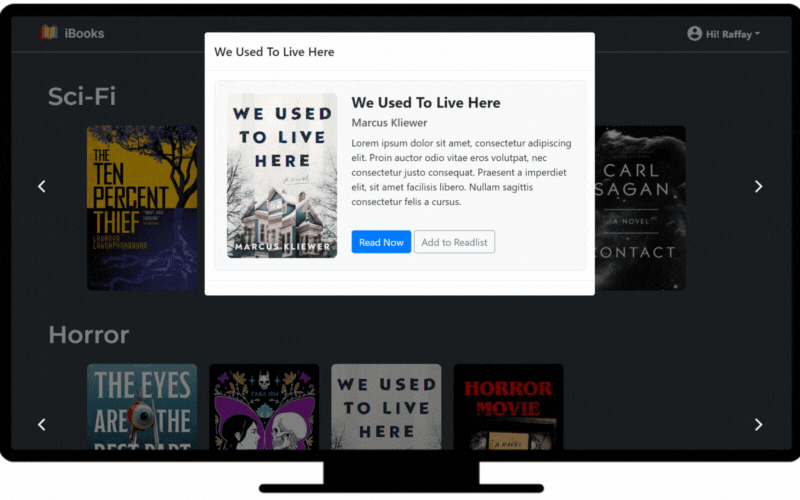 iBooks
Hi! Raffay
We Used To Live Here
WE USED
TO LIVE
HERE
A Novel
MARCUS KLIEWER
We Used To Live Here
Marcus Kliewer
Lorem ipsum dolor sit amet, consectetur adipiscing
elit. Proin auctor odio vitae eros volutpat, nec
consectetur justo consequat. Praesent a imperdiet
elit, sit amet facilisis libero. Nullam sagittis
consectetur felis a cursus.
Read Now
Add to Readlist
Sci-Fi
THE
TEN
PERCENT
THIEF
CARL
SAGAN
A NOVEL
CONTACT
Horror
THE EYES
ARE THE
BEST PART
WE USED
TO LIVE
HERE
HORROR
MOVIE
A NOVEL